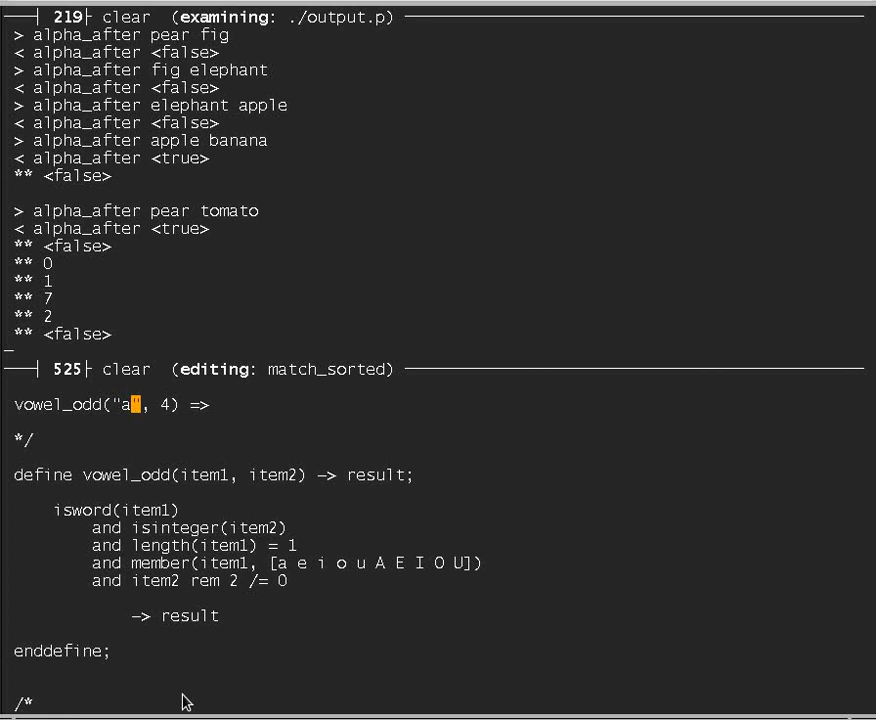 219 clear (examining: ./output.p)
> alpha_after pear fig
< alpha_after <false>
> alpha_after fig elephant
< alpha_after <false>
> alpha_after elephant apple
< alpha_after <false>
> alpha_after apple banana
< alpha_after <true>
** <false>
> alpha_after pear tomato
< alpha_after <true>
** <false>
** 0
** 1
** 7
** 2
** <false>
525 clear (editing: match_sorted)
vowel_odd("a", 4) =>
*/
define vowel_odd(item1, item2) -> result;
isword(item1)
and isinteger(item2)
and length(item1) = 1
and member(item1, [a e i o u A E I O U])
and item2 rem 2 /= 0
-> result
enddefine;
/*